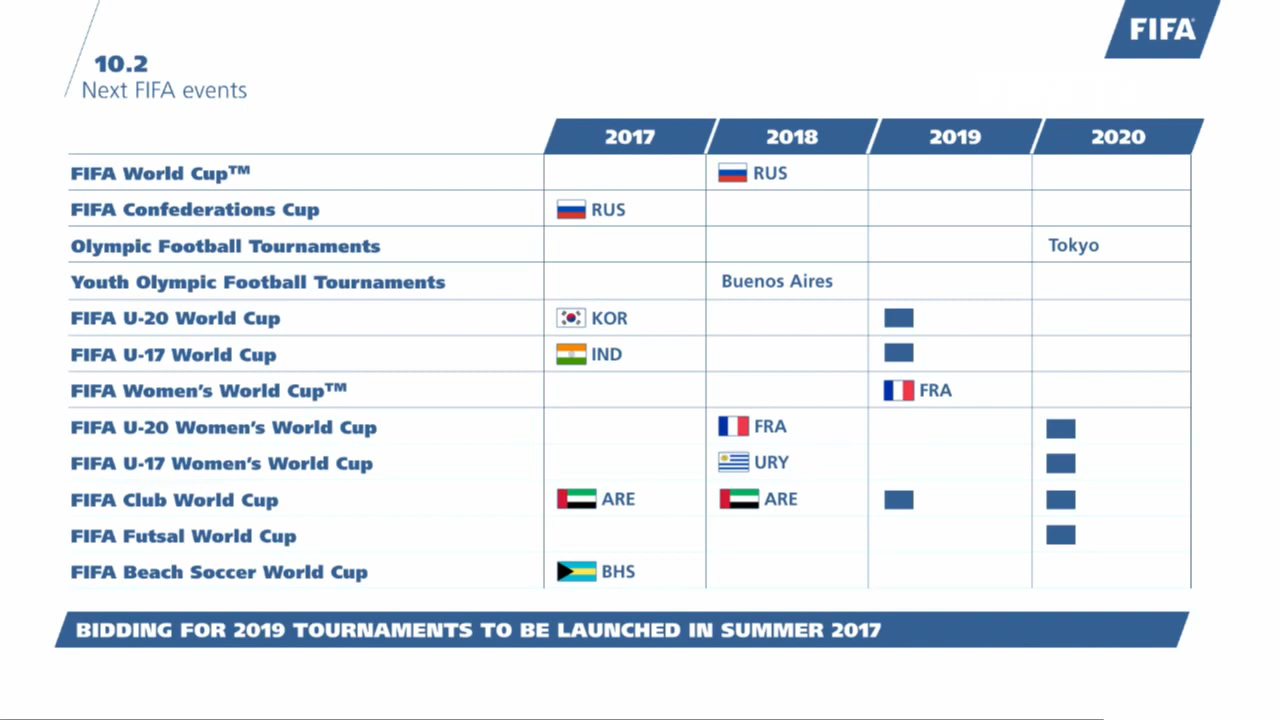 FIFA
10.2
Next FIFA events
2017 2018 2019 2020
FIFA World Cup™ RUS
FIFA Confederations Cup RUS
Olympic Football Tournaments Tokyo
Youth Olympic Football Tournaments Buenos Aires
FIFA U-20 World Cup KOR
FIFA U-17 World Cup IND
FIFA Women's World Cup™ FRA
FIFA U-20 Women's World Cup FRA
FIFA U-17 Women's World Cup URY
FIFA Club World Cup ARE ARE
FIFA Futsal World Cup
FIFA Beach Soccer World Cup BHS
BIDDING FOR 2019 TOURNAMENTS TO BE LAUNCHED IN SUMMER 2017